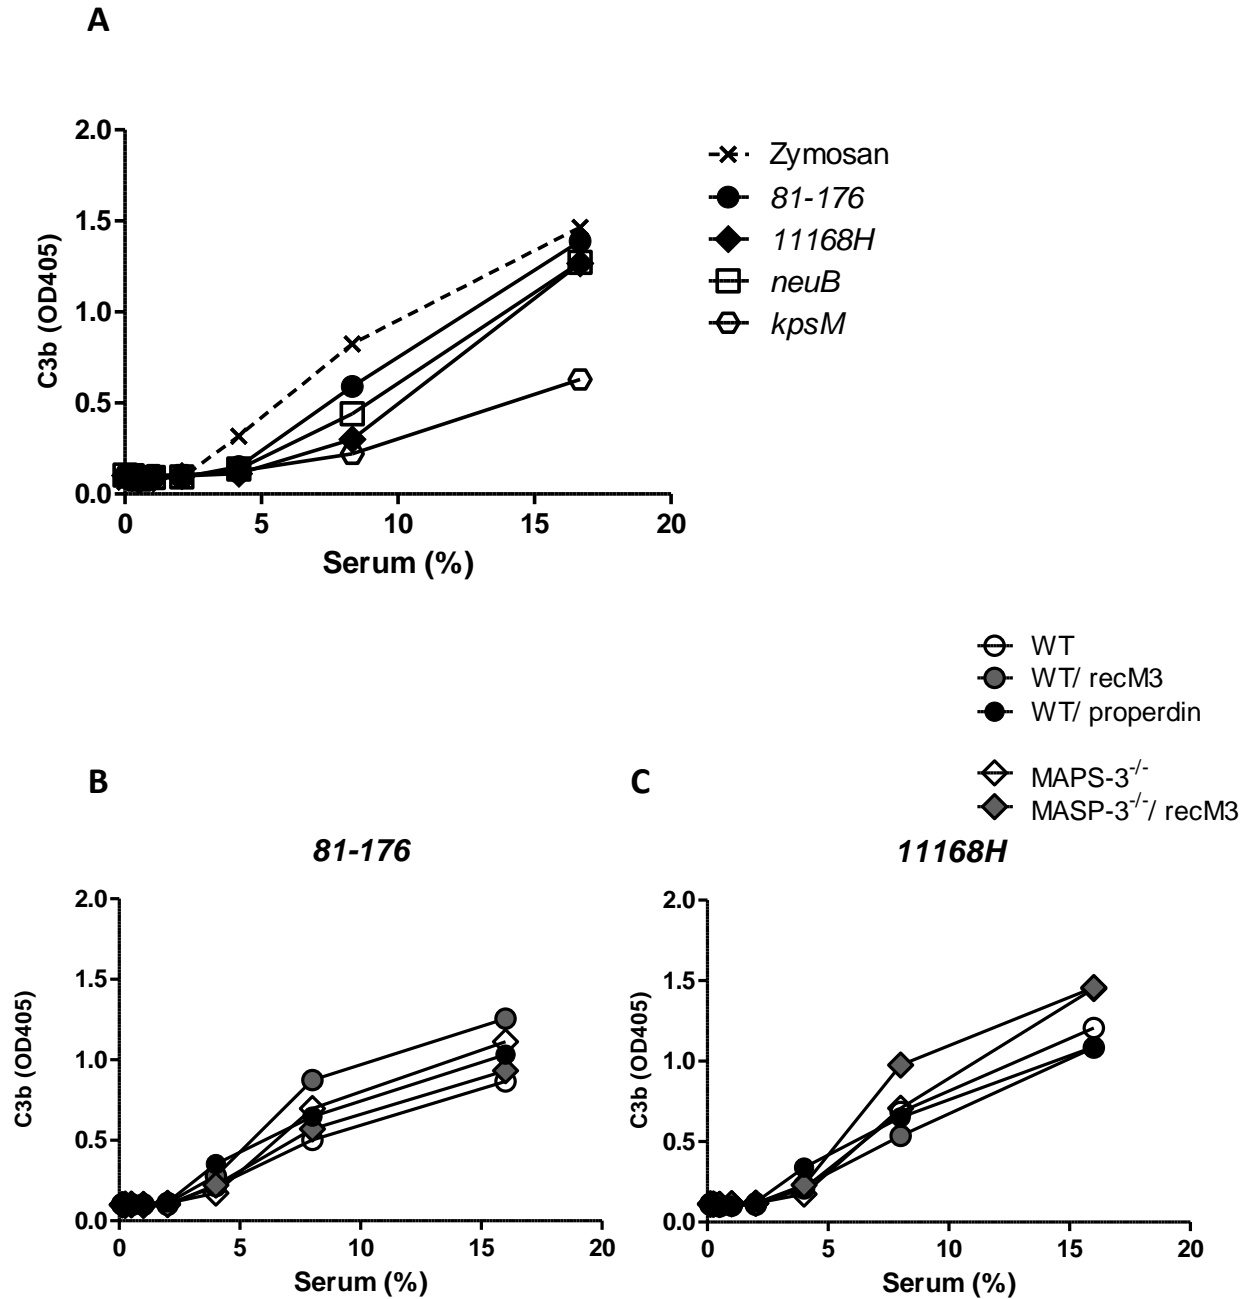 A
2.0
1.5
1.0
0.5
0.0
C3b (OD405)
0 5 10 15 20
Serum (%)
Zymosan
81-176
11168H
neuB
kpsM
WT
WT/ recM3
WT/ properdin
MAPS-3-/-
MASP-3-/-/ recM3
B
81-176
2.0
1.5
1.0
0.5
0.0
C3b (OD405)
0 5 10 15 20
Serum (%)
C
11168H
2.0
1.5
1.0
0.5
0.0
C3b (OD405)
0 5 10 15 20
Serum (%)